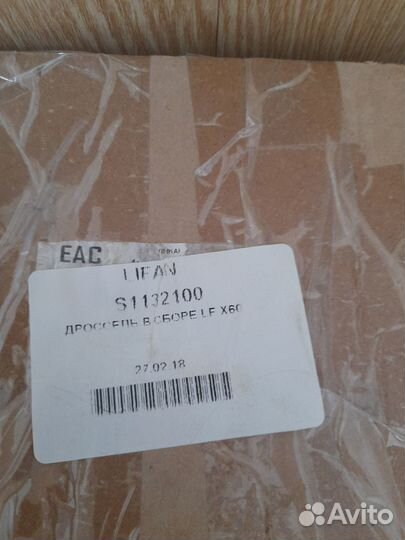 EAC
LIFAN
S1132100
ДРОССЕЛЬ В СБОРЕ LF X60
27.02.18
Avito